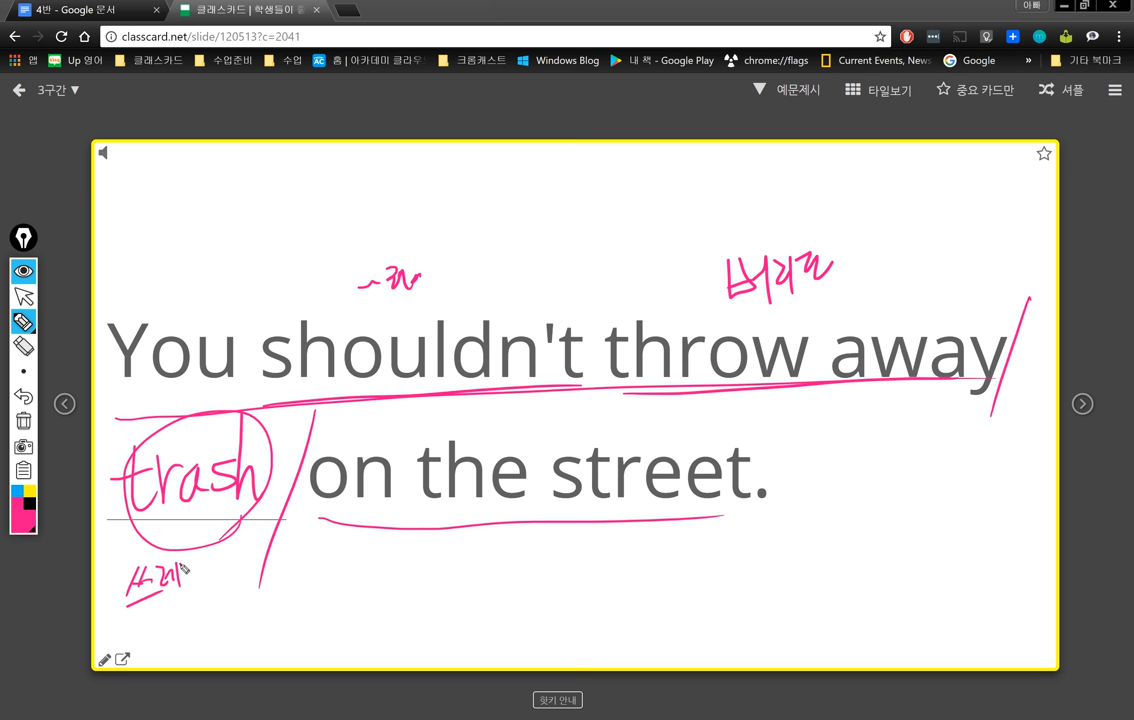 4반 - Google 문서
클래스카드 | 학생들이 
아빠
classcard.net/slide/120513?c=2041
앱 Up 영어 클래스카드 수업준비 수업 AC 홈 | 아카데미 클라우 크롬캐스트 Windows Blog 내 책 - Google Play chrome://flags Current Events, News Google » 기타 북마크
3구간 ▼ ▼ 예문제시 타일보기 중요 카드만 셔플
버리
You shouldn't throw away
trash on the street.
쓰레
핫키 안내